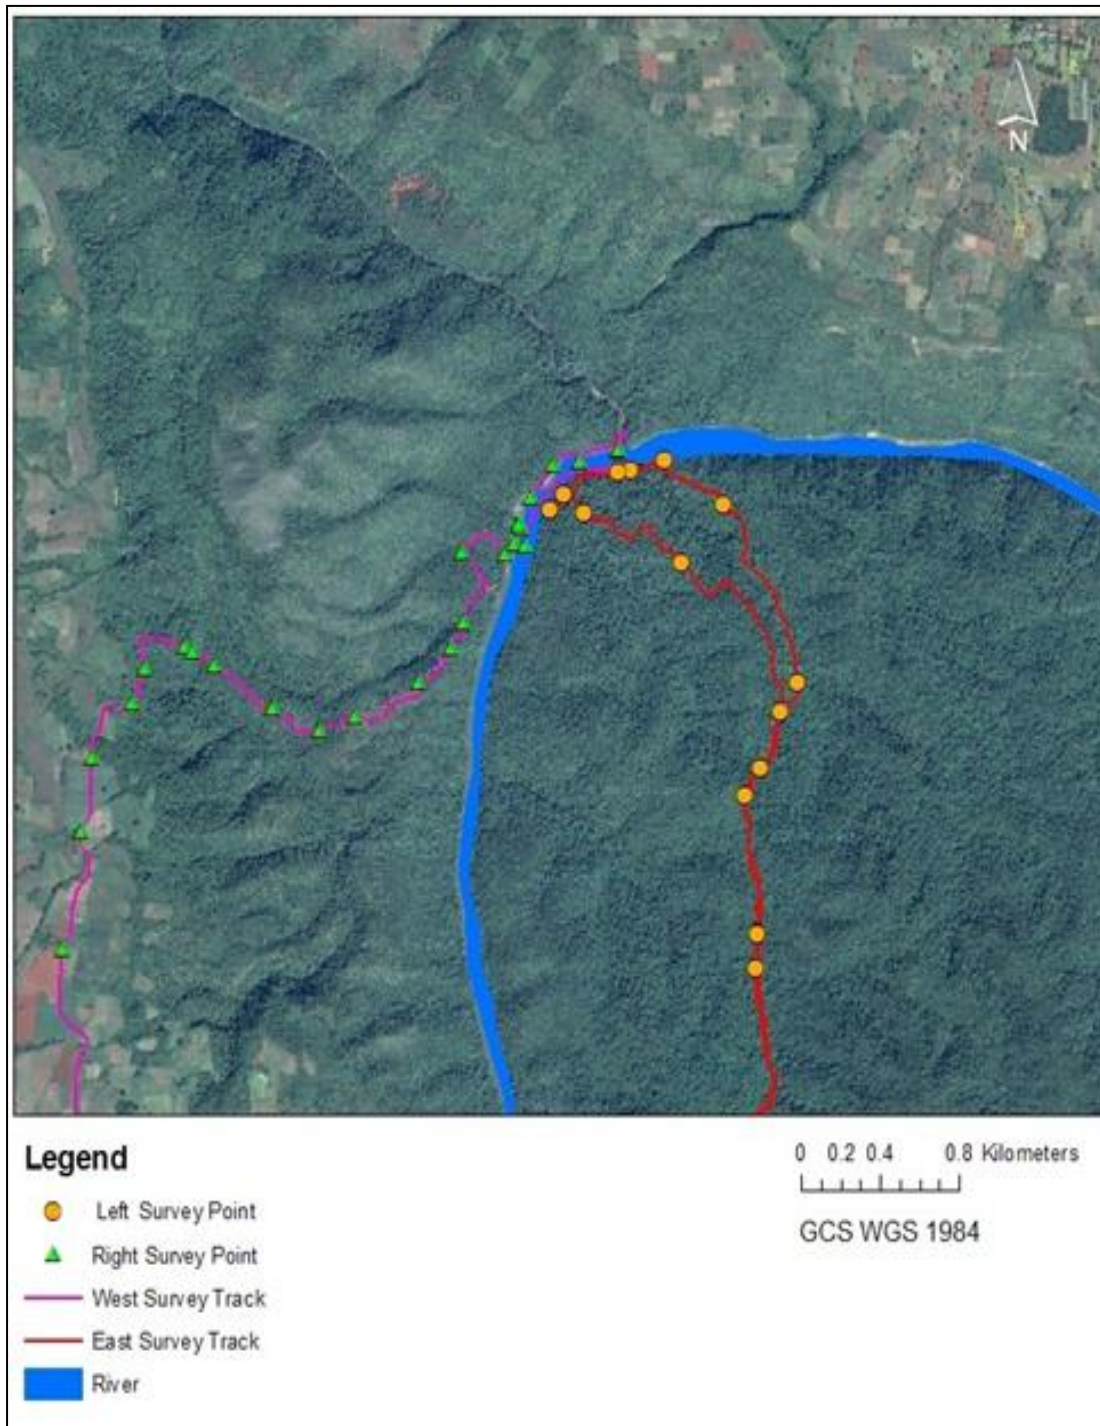 N
Legend
Left Survey Point
Right Survey Point
West Survey Track
East Survey Track
River
0 0.2 0.4 0.8 Kilometers
GCS WGS 1984